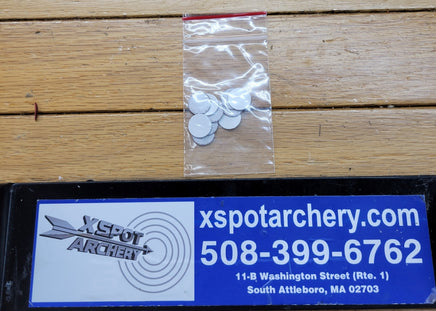 XSPOT
ARCHERY
xspotarchery.com
508-399-6762
11-B Washington Street (Rte. 1)
South Attleboro, MA 02703